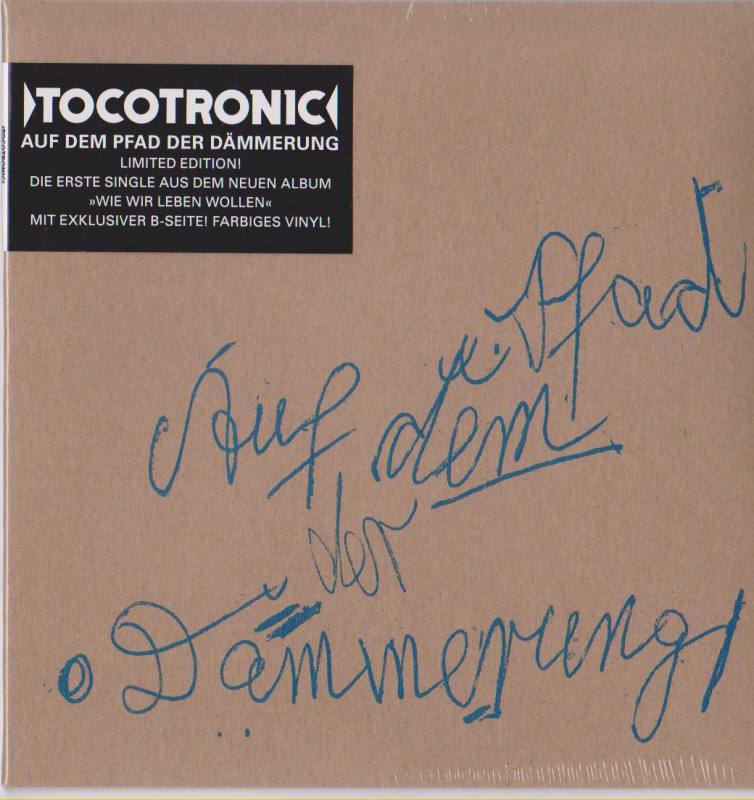 TOCOTRONIC
AUF DEM PFAD DER DÄMMERUNG
LIMITED EDITION!
DIE ERSTE SINGLE AUS DEM NEUEN ALBUM
»WIE WIR LEBEN WOLLEN«
MIT EXKLUSIVER B-SEITE! FARBIGES VINYL!
TOCOTRONIC
Pfad
Auf dem
der
Dämmerung